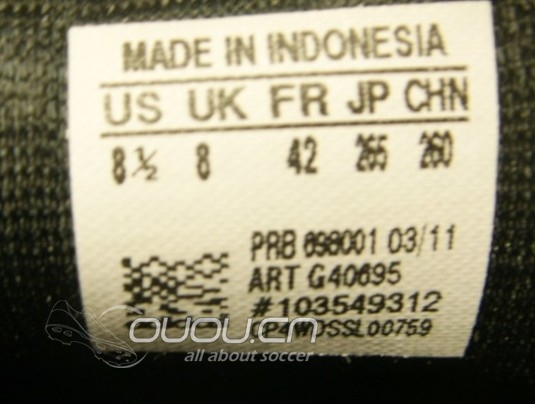 MADE IN INDONESIA
US UK FR JP CHN
8½ 8 42 265 260
PRB 698001 03/11
ART G40695
#103549312
CP4WDSSL00759
OUOU.CN
all about soccer